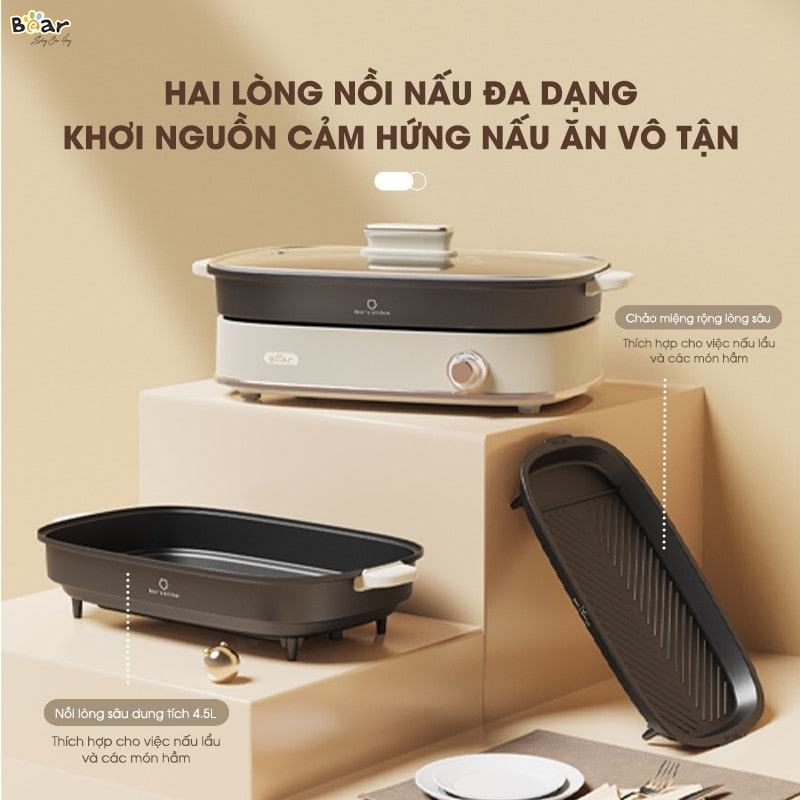 Bear
HAI LÒNG NỒI NẤU ĐA DẠNG
KHƠI NGUỒN CẢM HỨNG NẤU ĂN VÔ TẬN
Bear
Chảo miệng rộng lòng sâu
Thích hợp cho việc nấu lẩu
và các món hầm
Nồi lòng sâu dung tích 4.5L
Thích hợp cho việc nấu lẩu
và các món hầm